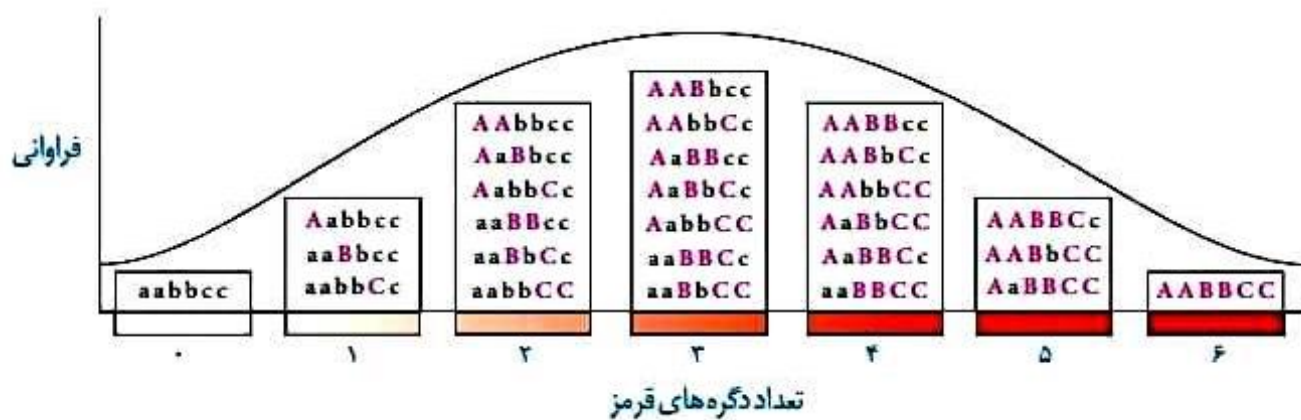 فراوانی
aabbcc
Aabbcc
aaBbcc
aabbCc
AAbbcc
AaBbcc
AabbCc
aaBBcc
aaBbCc
aabbCC
AABbcc
AAbbCc
AaBBcc
AaBbCc
AabbCC
aaBBCc
aaBbCC
AABBcc
AABbCc
AAbbCC
AaBbCC
AaBBCc
aaBBCC
AABBCc
AABbCC
AaBBCC
AABBCC
۰ ۱ ۲ ۳ ۴ ۵ ۶
تعداد دگره های قرمز